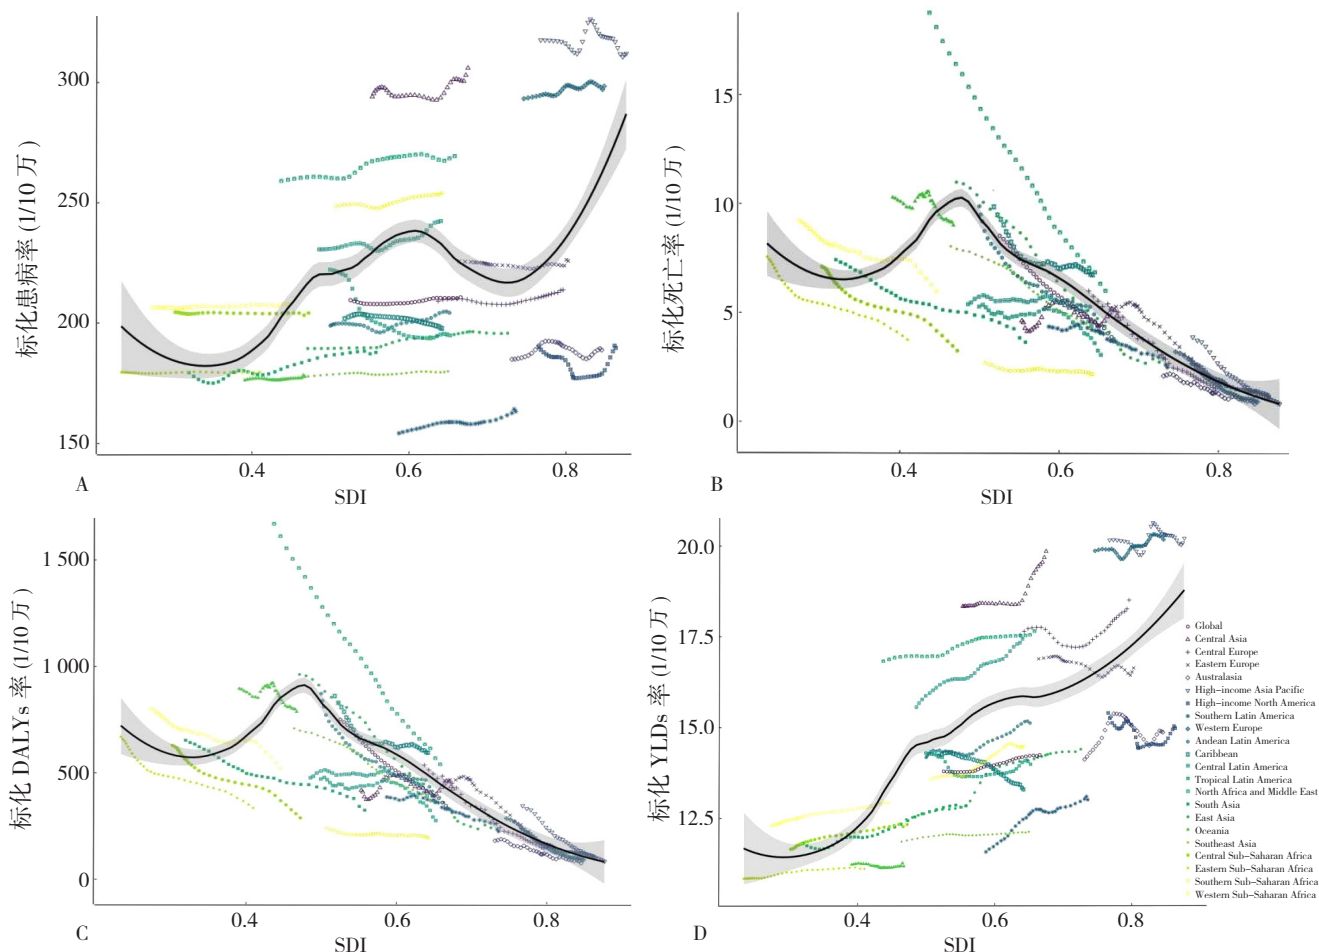 标化患病率 (1/10 万)
300
250
200
150
0.4
0.6
0.8
A
SDI
标化死亡率 (1/10 万)
15
10
5
0
0.4
0.6
0.8
B
SDI
标化 DALYs 率 (1/10 万)
1 500
1 000
500
0
0.4
0.6
0.8
C
SDI
标化 YLDs 率 (1/10 万)
20.0
17.5
15.0
12.5
0.4
0.6
0.8
D
SDI
Global
Central Asia
Central Europe
Eastern Europe
Australasia
High-income Asia Pacific
High-income North America
Southern Latin America
Western Europe
Andean Latin America
Caribbean
Central Latin America
Tropical Latin America
North Africa and Middle East
South Asia
East Asia
Oceania
Southeast Asia
Central Sub-Saharan Africa
Eastern Sub-Saharan Africa
Southern Sub-Saharan Africa
Western Sub-Saharan Africa